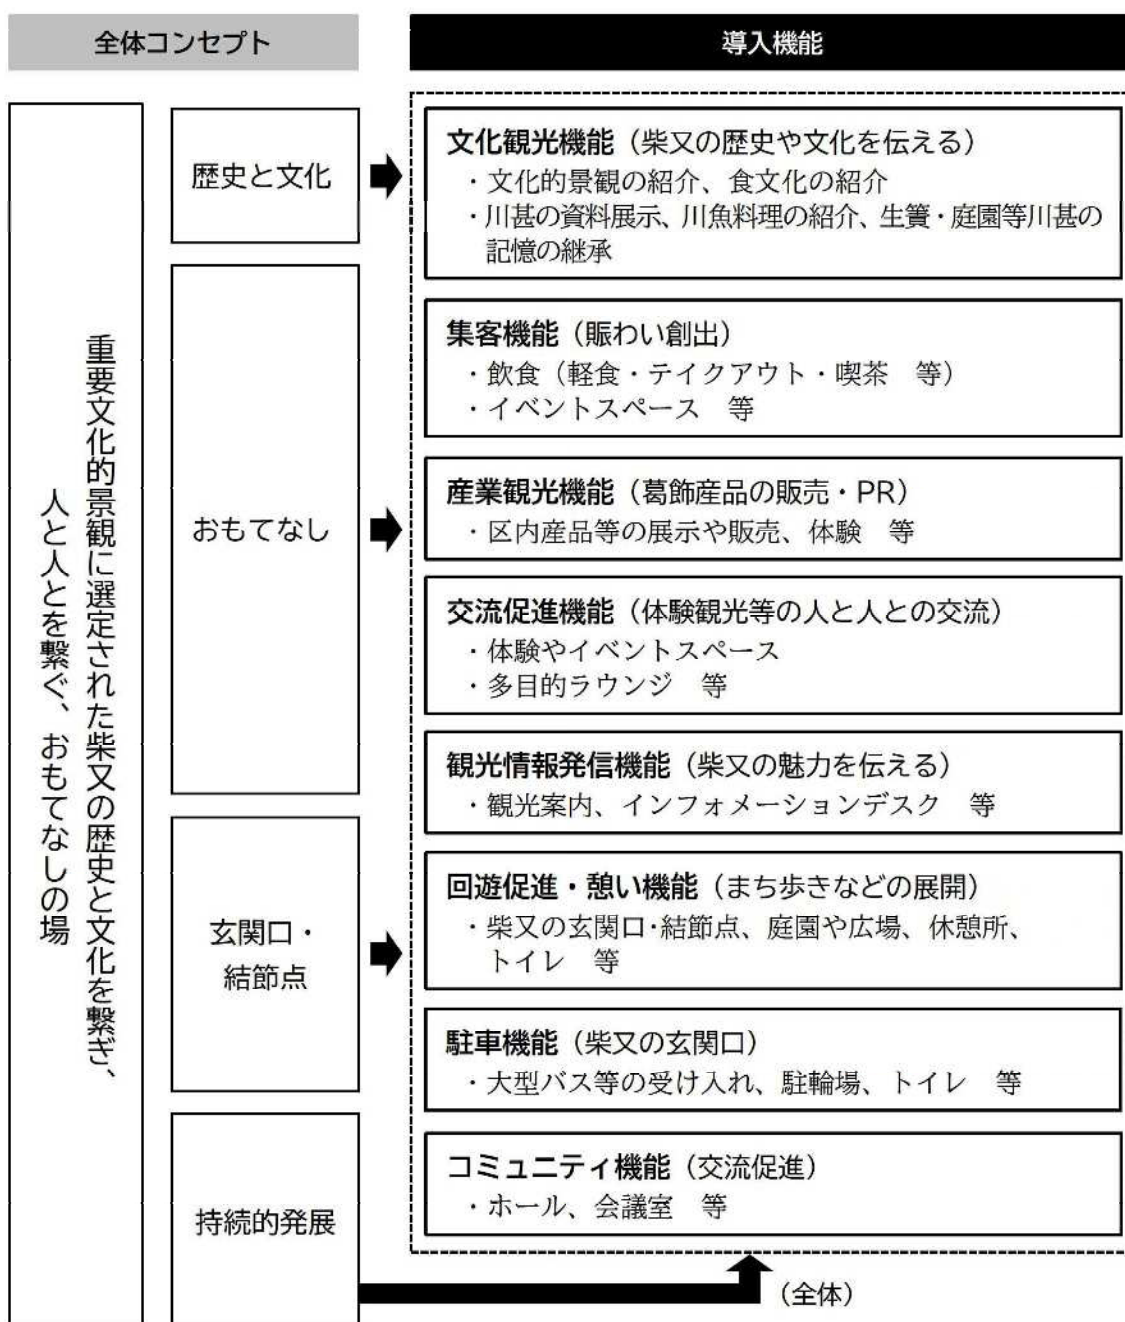 全体コンセプト
導入機能
重要文化的景観に選定された柴又の歴史と文化を繋ぎ、
人と人とを繋ぐ、おもてなしの場
歴史と文化
おもてなし
玄関口・
結節点
持続的発展
文化観光機能（柴又の歴史や文化を伝える）
・文化的景観の紹介、食文化の紹介
・川甚の資料展示、川魚料理の紹介、生簀・庭園等川甚の
記憶の継承
集客機能（賑わい創出）
・飲食（軽食・テイクアウト・喫茶　等）
・イベントスペース　等
産業観光機能（葛飾産品の販売・PR）
・区内産品等の展示や販売、体験　等
交流促進機能（体験観光等の人と人との交流）
・体験やイベントスペース
・多目的ラウンジ　等
観光情報発信機能（柴又の魅力を伝える）
・観光案内、インフォメーションデスク　等
回遊促進・憩い機能（まち歩きなどの展開）
・柴又の玄関口・結節点、庭園や広場、休憩所、
トイレ　等
駐車機能（柴又の玄関口）
・大型バス等の受け入れ、駐輪場、トイレ　等
コミュニティ機能（交流促進）
・ホール、会議室　等
（全体）